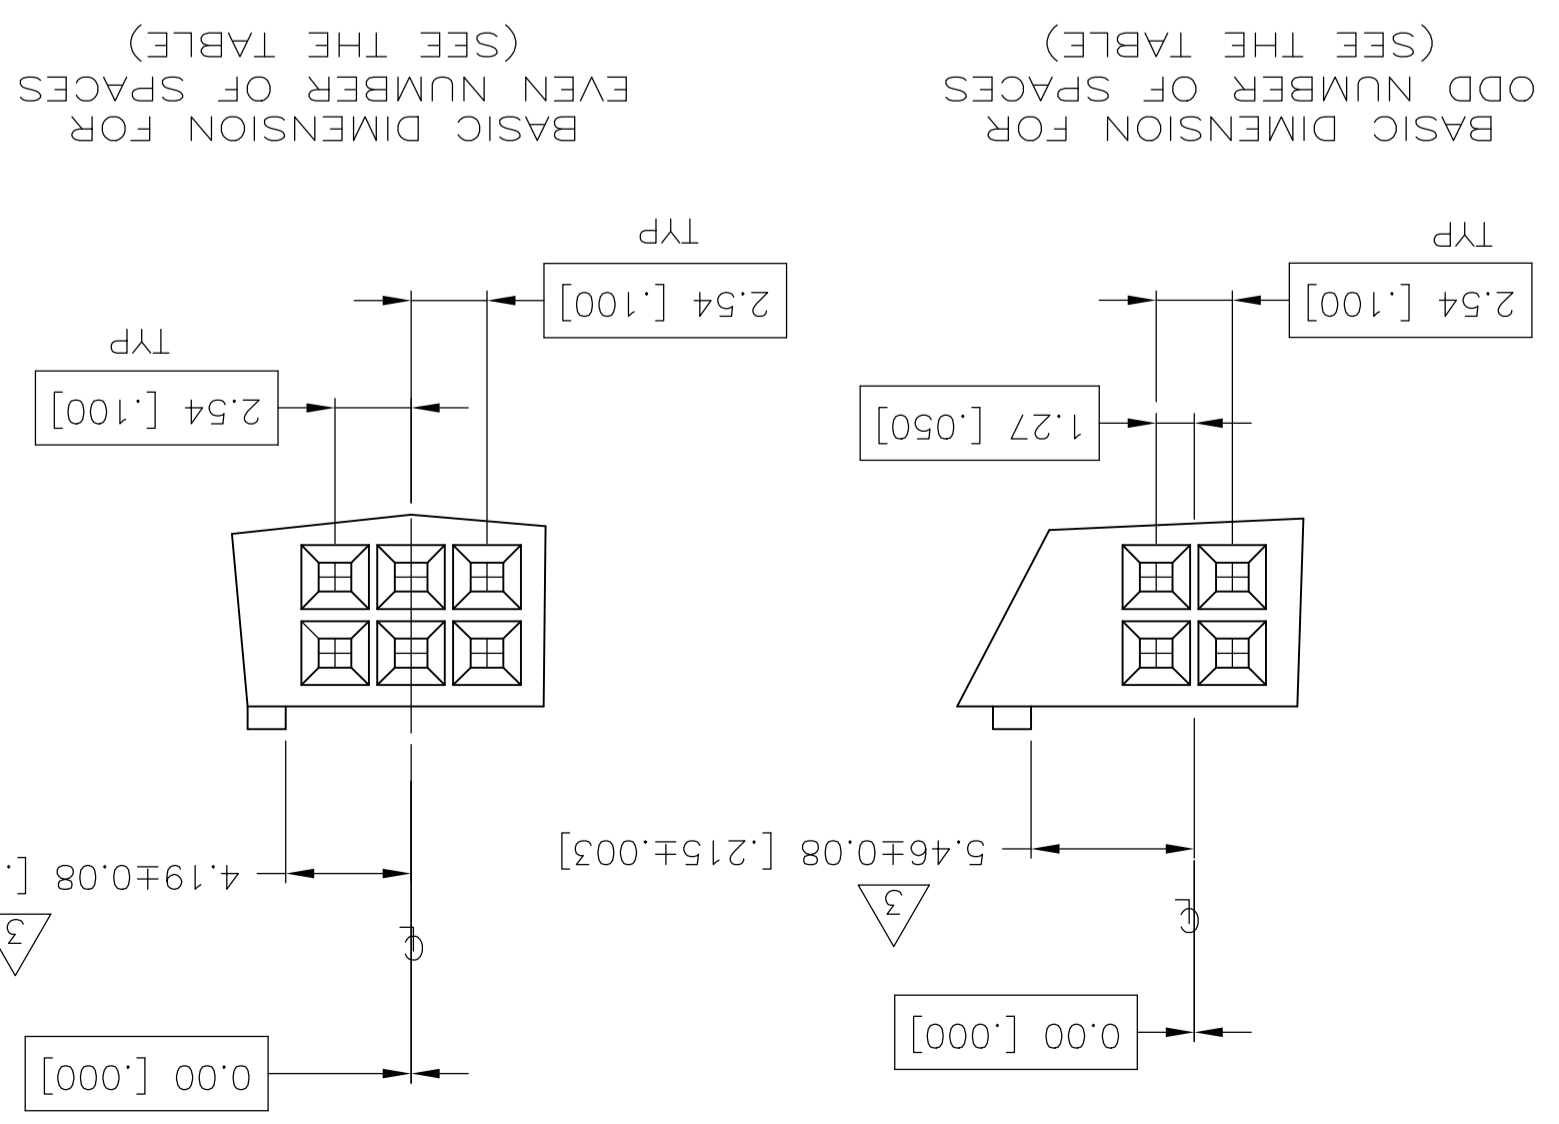 0.00 [.000]
℄
3
5.46±0.08 [.215±.003]
1.27 [.050]
2.54 [.100]
TYP
BASIC DIMENSION FOR
ODD NUMBER OF SPACES
(SEE THE TABLE)
0.00 [.000]
℄
3
4.19±0.08 [.
2.54 [.100]
TYP
2.54 [.100]
TYP
BASIC DIMENSION FOR
EVEN NUMBER OF SPACES
(SEE THE TABLE)